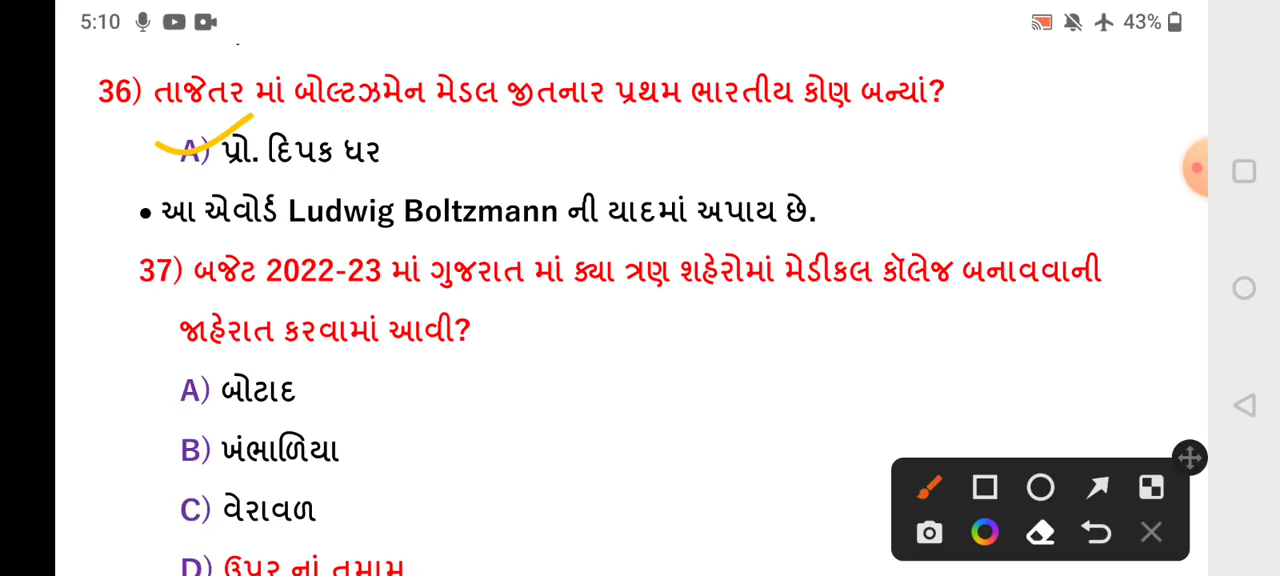 5:10 43%
36) તાજેતર માં બોલ્ટઝમેન મેડલ જીતનાર પ્રથમ ભારતીય કોણ બન્યાં?
A) પ્રો. દિપક ધર
• આ એવોર્ડ Ludwig Boltzmann ની યાદમાં અપાય છે.
37) બજેટ 2022-23 માં ગુજરાત માં ક્યા ત્રણ શહેરોમાં મેડીકલ કૉલેજ બનાવવાની
જાહેરાત કરવામાં આવી?
A) બોટાદ
B) ખંભાળિયા
C) વેરાવળ
D) ઉપર નાં તમામ